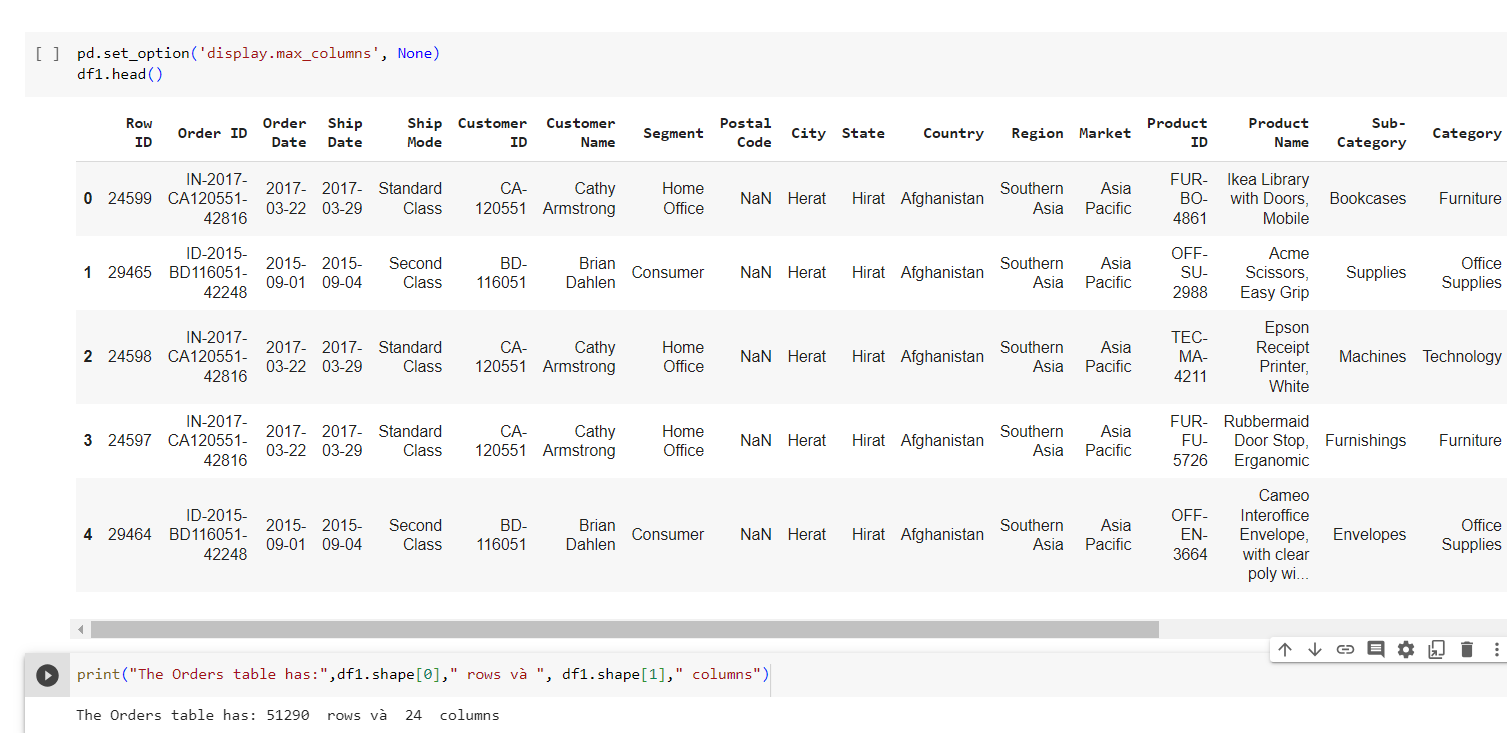 [ ] pd.set_option('display.max_columns', None)
df1.head()
Row ID Order ID Order Date Ship Date Ship Mode Customer ID Customer Name Segment Postal Code City State Country Region Market Product ID Product Name Sub-Category Category
0 24599 IN-2017-CA120551-42816 2017-03-22 2017-03-29 Standard Class CA-120551 Cathy Armstrong Home Office NaN Herat Hirat Afghanistan Southern Asia Asia Pacific FUR-BO-4861 Ikea Library with Doors, Mobile Bookcases Furniture
1 29465 ID-2015-BD116051-42248 2015-09-01 2015-09-04 Second Class BD-116051 Brian Dahlen Consumer NaN Herat Hirat Afghanistan Southern Asia Asia Pacific OFF-SU-2988 Acme Scissors, Easy Grip Supplies Office Supplies
2 24598 IN-2017-CA120551-42816 2017-03-22 2017-03-29 Standard Class CA-120551 Cathy Armstrong Home Office NaN Herat Hirat Afghanistan Southern Asia Asia Pacific TEC-MA-4211 Epson Receipt Printer, White Machines Technology
3 24597 IN-2017-CA120551-42816 2017-03-22 2017-03-29 Standard Class CA-120551 Cathy Armstrong Home Office NaN Herat Hirat Afghanistan Southern Asia Asia Pacific FUR-FU-5726 Rubbermaid Door Stop, Erganomic Furnishings Furniture
4 29464 ID-2015-BD116051-42248 2015-09-01 2015-09-04 Second Class BD-116051 Brian Dahlen Consumer NaN Herat Hirat Afghanistan Southern Asia Asia Pacific OFF-EN-3664 Cameo Interoffice Envelope, with clear poly wi... Envelopes Office Supplies
print("The Orders table has:",df1.shape[0]," rows và ", df1.shape[1]," columns")
The Orders table has: 51290  rows và  24  columns